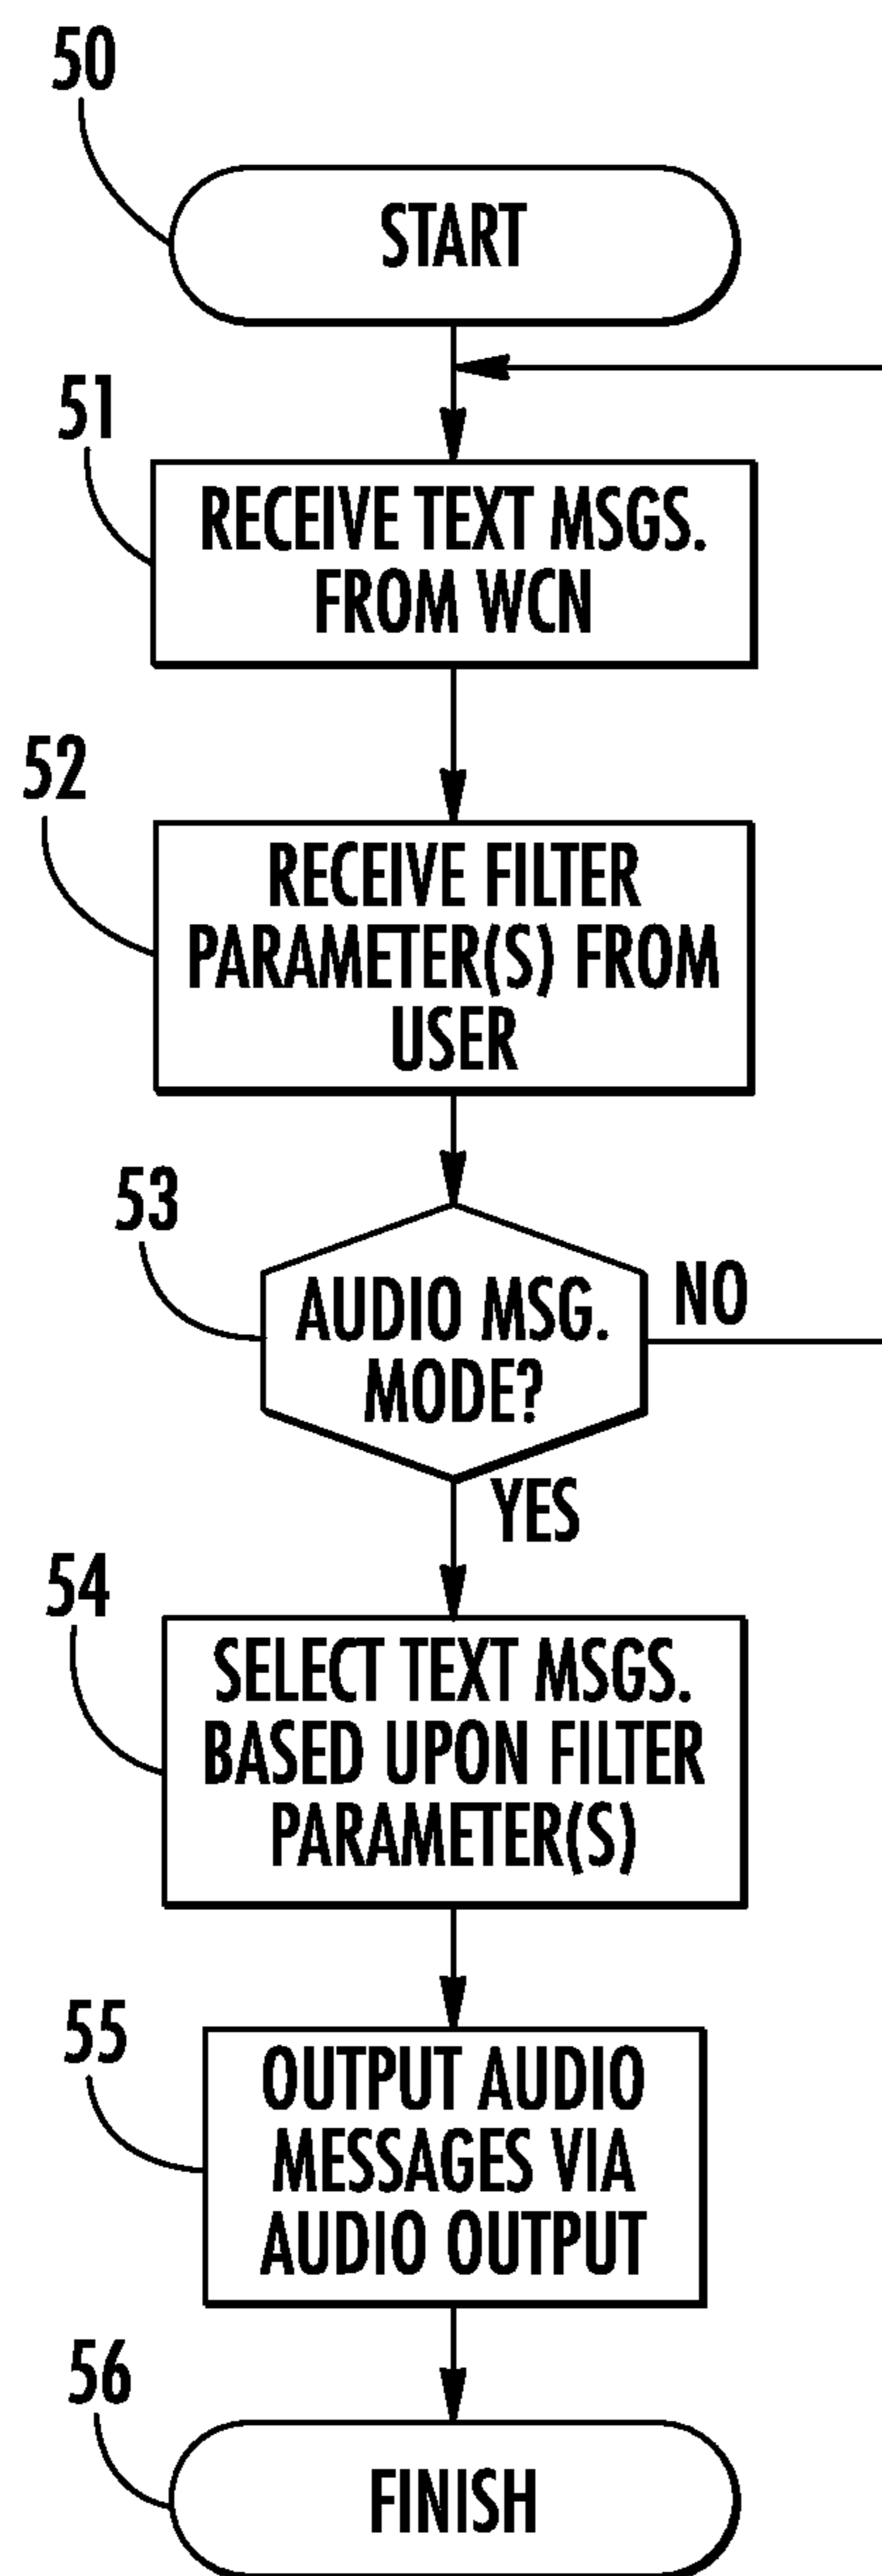 50
START
51
RECEIVE TEXT MSGS.
FROM WCN
52
RECEIVE FILTER
PARAMETER(S) FROM
USER
53
AUDIO MSG.
MODE?
NO
YES
54
SELECT TEXT MSGS.
BASED UPON FILTER
PARAMETER(S)
55
OUTPUT AUDIO
MESSAGES VIA
AUDIO OUTPUT
56
FINISH